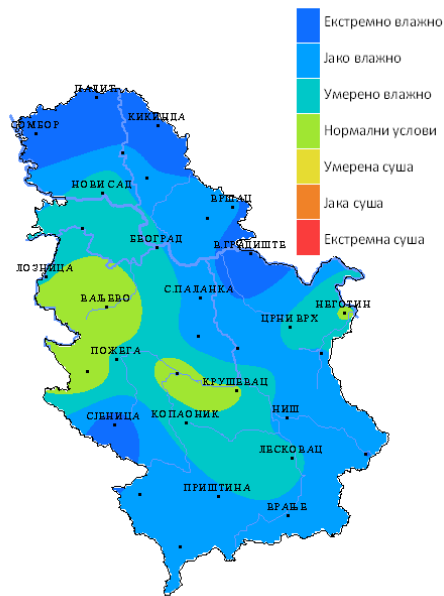 Екстремно влажно
Јако влажно
Умерено влажно
Нормални услови
Умерена суша
Јака суша
Екстремна суша
ПАЛИЋ
СОМБОР
КИКИНДА
НОВИ САД
ВРШАЦ
БЕОГРАД
В.ГРАДИШТЕ
ЛОЗНИЦА
ВАЉЕВО
С.ПАЛАНКА
НЕГОТИН
ЦРНИ ВРХ
ПОЖЕГА
КРУШЕВАЦ
СЈЕНИЦА
КОПАОНИК
НИШ
ЛЕСКОВАЦ
ПРИШТИНА
ВРАЊЕ